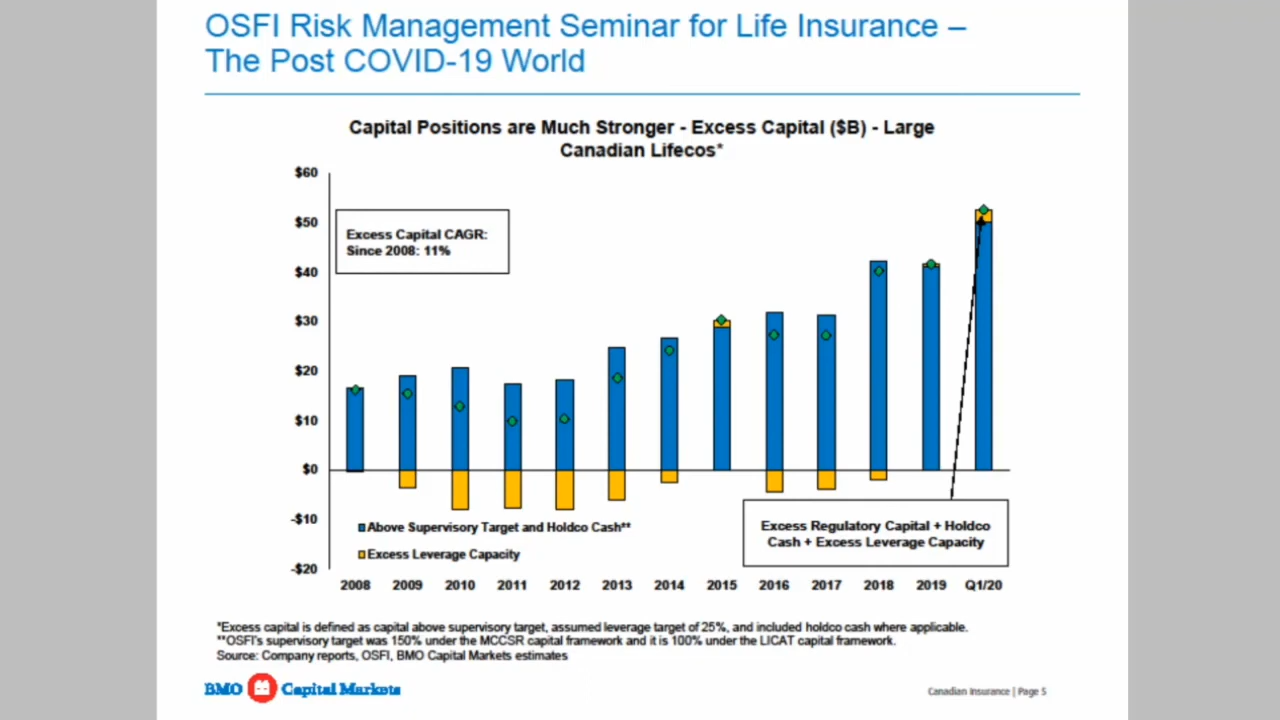 OSFI Risk Management Seminar for Life Insurance –
The Post COVID-19 World
Capital Positions are Much Stronger - Excess Capital ($B) - Large
Canadian Lifecos*
$60
$50
$40
$30
$20
$10
$0
-$10
-$20
Excess Capital CAGR:
Since 2008: 11%
Above Supervisory Target and Holdco Cash**
Excess Leverage Capacity
Excess Regulatory Capital + Holdco
Cash + Excess Leverage Capacity
2008 2009 2010 2011 2012 2013 2014 2015 2016 2017 2018 2019 Q1/20
*Excess capital is defined as capital above supervisory target, assumed leverage target of 25%, and included holdco cash where applicable.
**OSFI's supervisory target was 150% under the MCCSR capital framework and it is 100% under the LICAT capital framework.
Source: Company reports, OSFI, BMO Capital Markets estimates
BMO Capital Markets
Canadian Insurance | Page 5